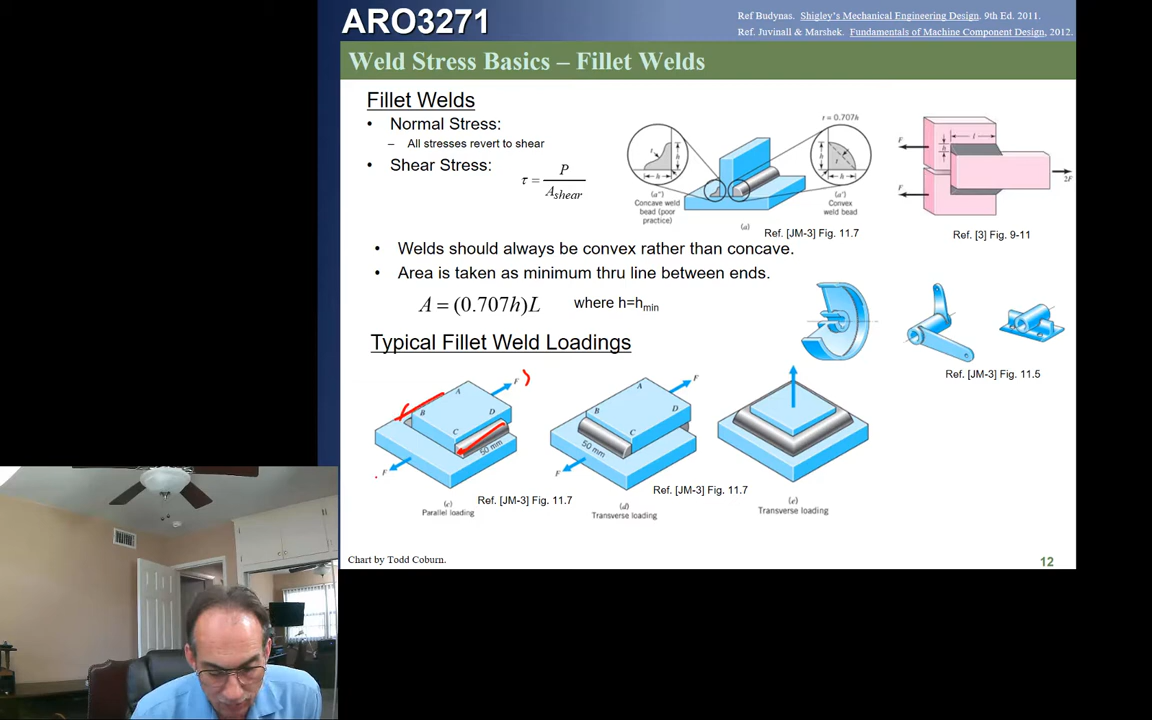 ARO3271
Ref Budynas. Shigley's Mechanical Engineering Design. 9th Ed. 2011.
Ref. Juvinall & Marshek. Fundamentals of Machine Component Design, 2012.
Weld Stress Basics – Fillet Welds
Fillet Welds
• Normal Stress:
– All stresses revert to shear
• Shear Stress:
τ = P / A_shear
t = 0.707h
t
h
h
h
t
h
(a")
Concave weld
bead (poor
practice)
(a')
Convex
weld bead
(a)
Ref. [JM-3] Fig. 11.7
F
h
l
F
2F
Ref. [3] Fig. 9-11
• Welds should always be convex rather than concave.
• Area is taken as minimum thru line between ends.
A = (0.707h)L where h=hmin
Ref. [JM-3] Fig. 11.5
Typical Fillet Weld Loadings
F
A
B
D
C
50 mm
F
(c)
Parallel loading
Ref. [JM-3] Fig. 11.7
F
A
B
D
C
50 mm
F
(d)
Transverse loading
Ref. [JM-3] Fig. 11.7
(e)
Transverse loading
Chart by Todd Coburn.
12